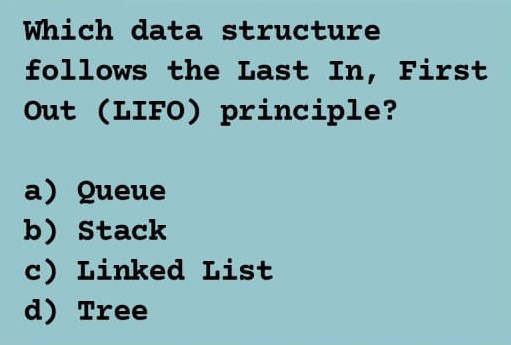 Which data structure
follows the Last In, First
Out (LIFO) principle?
a) Queue
b) Stack
c) Linked List
d) Tree